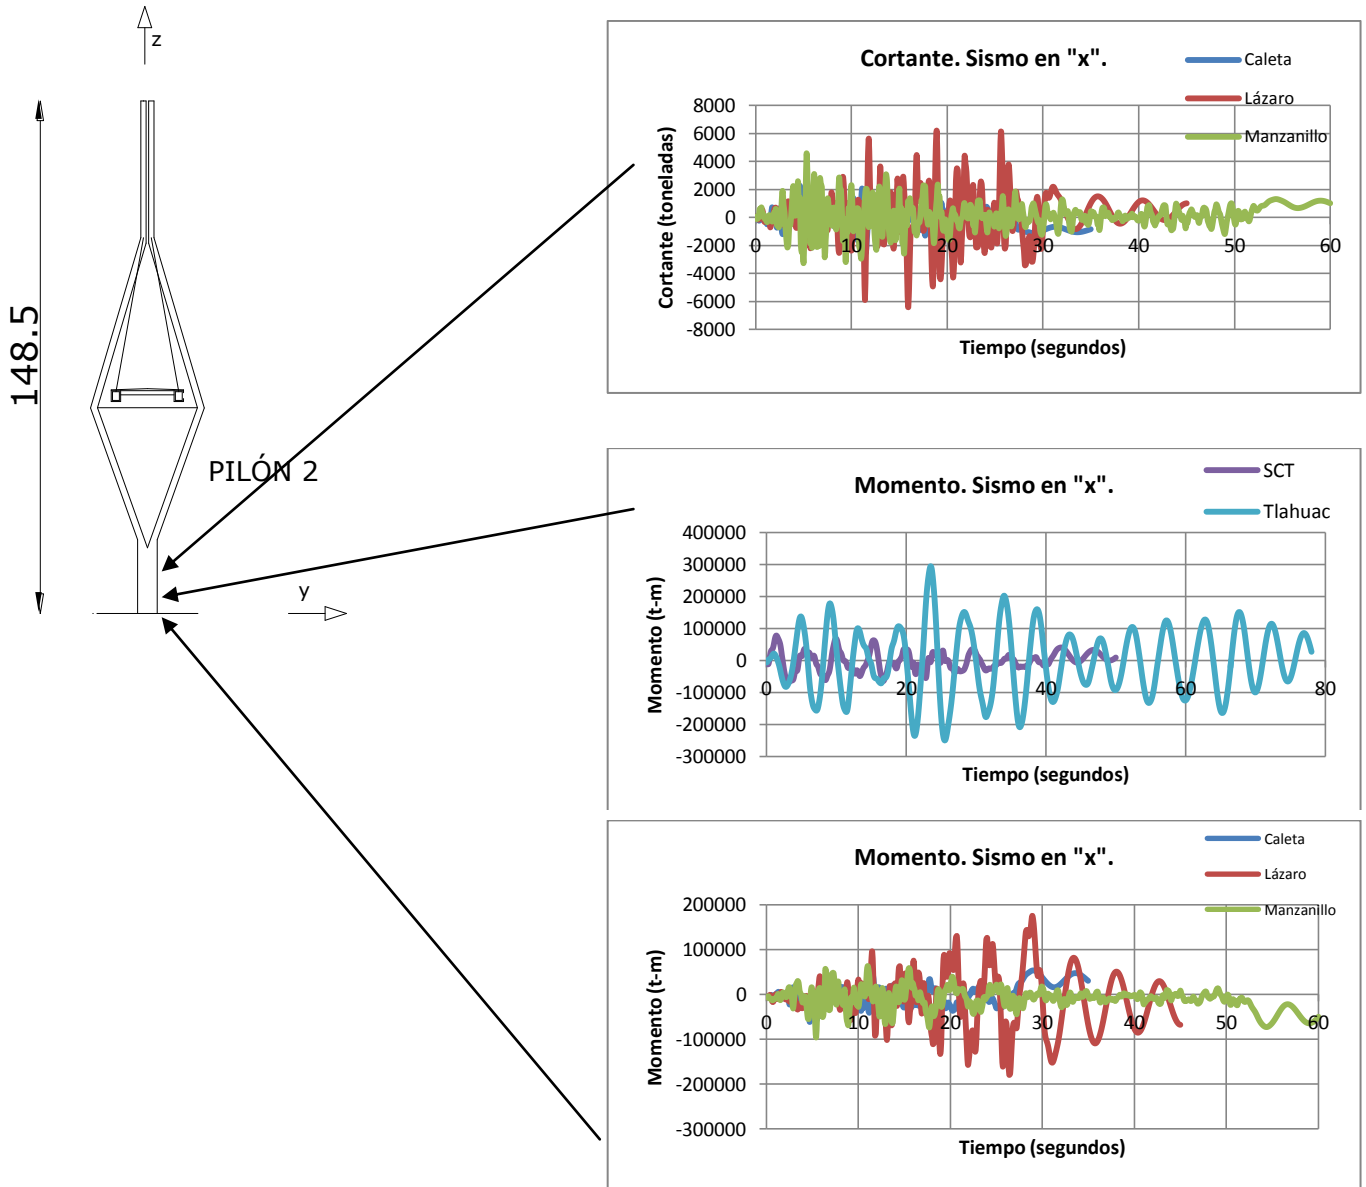 z
148.5
PILÓN 2
y
Cortante. Sismo en "x".
Caleta
Lázaro
Manzanillo
Cortante (toneladas)
8000
6000
4000
2000
0
-2000
-4000
-6000
-8000
0 10 20 30 40 50 60
Tiempo (segundos)
Momento. Sismo en "x".
SCT
Tlahuac
Momento (t-m)
400000
300000
200000
100000
0
-100000
-200000
-300000
0 20 40 60 80
Tiempo (segundos)
Momento. Sismo en "x".
Caleta
Lázaro
Manzanillo
Momento (t-m)
200000
100000
0
-100000
-200000
-300000
0 10 20 30 40 50 60
Tiempo (segundos)